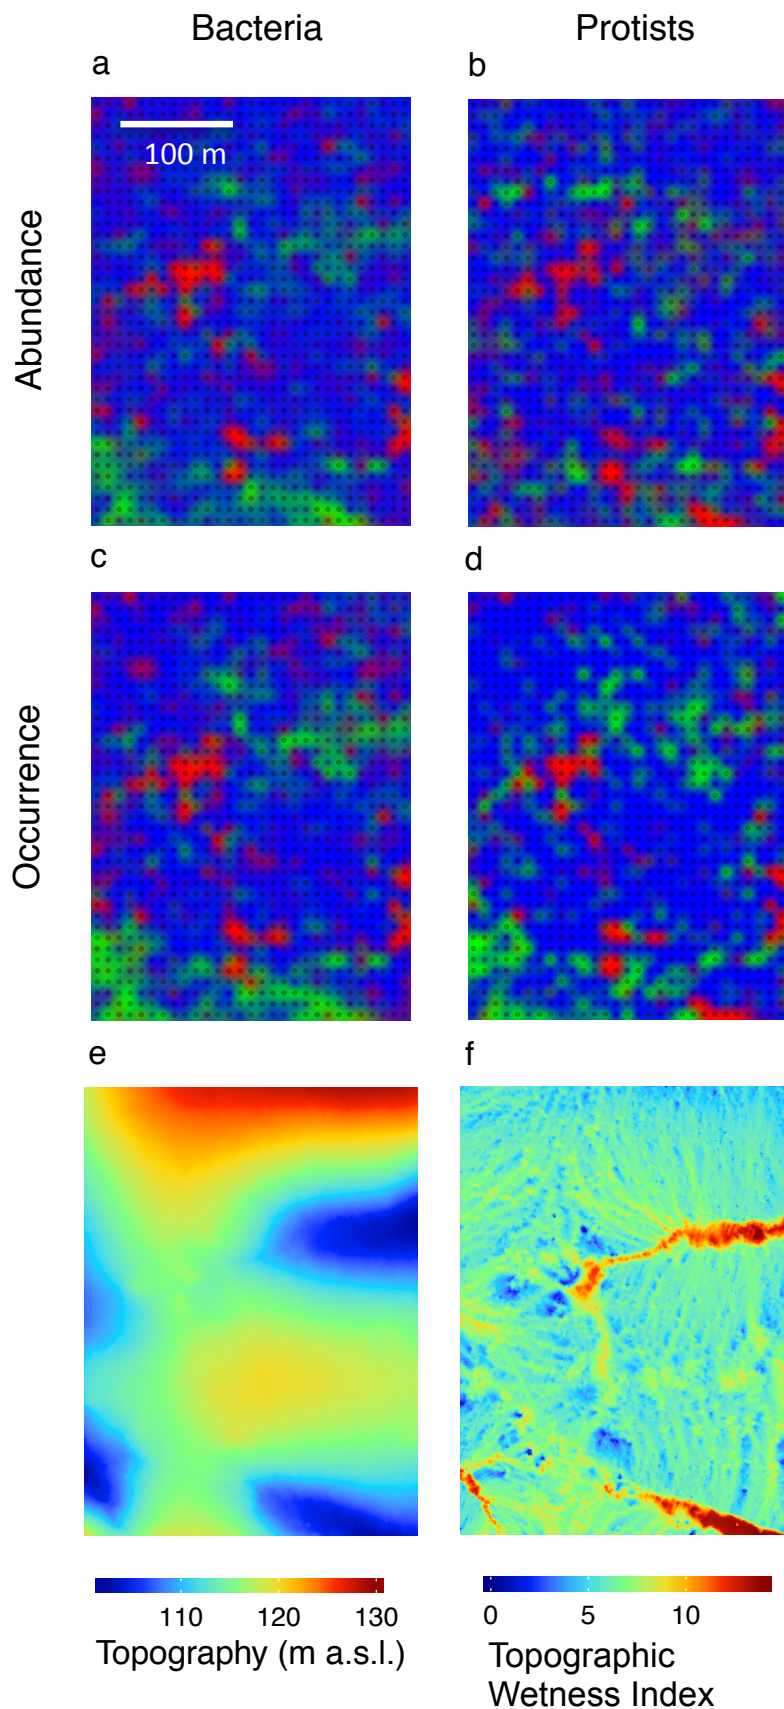 Bacteria Protists
a b
100 m
Abundance
c d
Occurrence
e f
110 120 130
Topography (m a.s.l.)
0 5 10
Topographic
Wetness Index